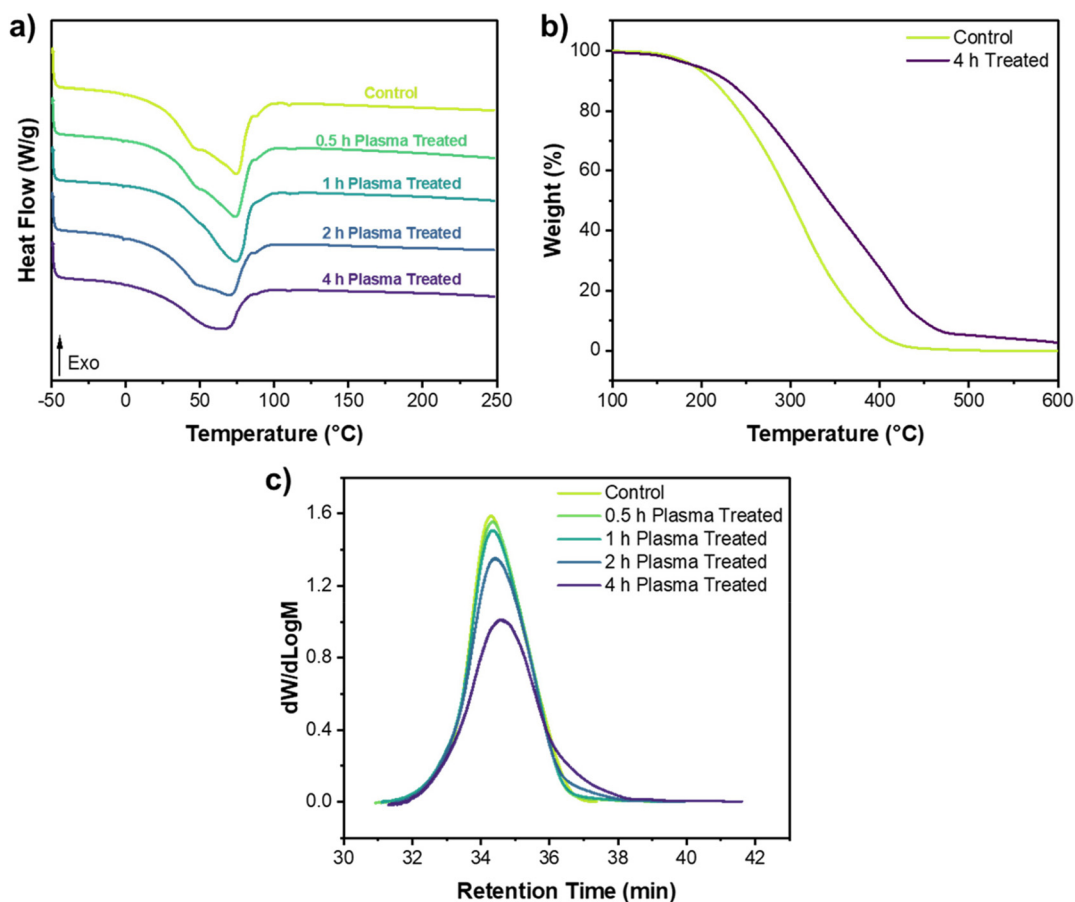 a)
Heat Flow (W/g)
Control
0.5 h Plasma Treated
1 h Plasma Treated
2 h Plasma Treated
4 h Plasma Treated
Exo
-50 0 50 100 150 200 250
Temperature (°C)
b)
Control
4 h Treated
Weight (%)
100
80
60
40
20
0
100 200 300 400 500 600
Temperature (°C)
c)
Control
0.5 h Plasma Treated
1 h Plasma Treated
2 h Plasma Treated
4 h Plasma Treated
dW/dLogM
1.6
1.2
0.8
0.4
0.0
30 32 34 36 38 40 42
Retention Time (min)